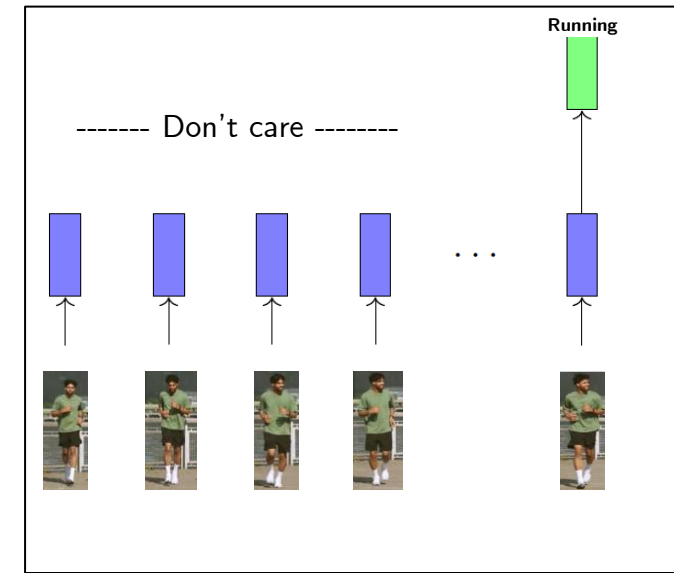 Running
------- Don't care --------
. . .